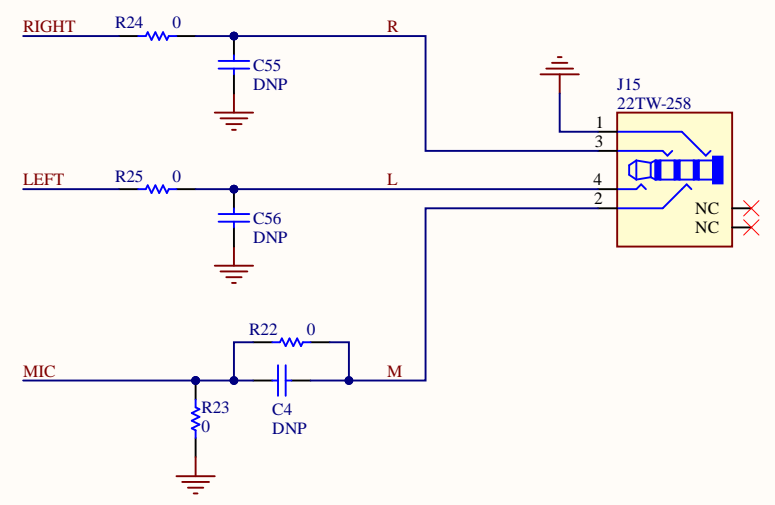 RIGHT
R24 0
R
C55
DNP
J15
22TW-258
1
3
LEFT
R25 0
L
4
2
C56
DNP
NC
NC
R22 0
MIC
M
R23
0
C4
DNP